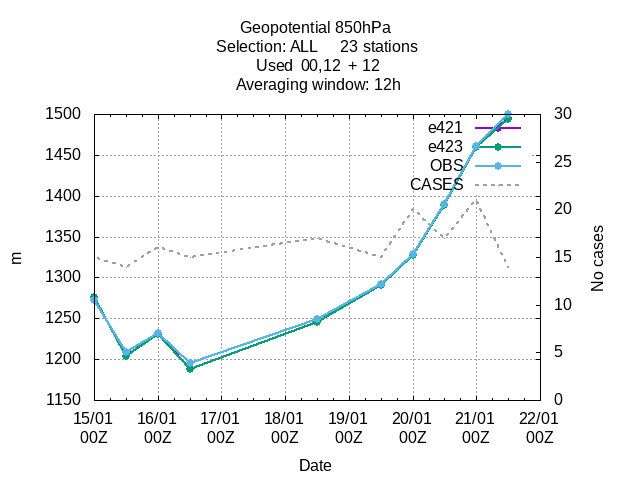 Geopotential 850hPa
Selection: ALL     23 stations
Used  00,12  + 12
Averaging window: 12h
1500
1450
1400
1350
1300
1250
1200
1150
m
30
25
20
15
10
5
0
No cases
e421
e423
OBS
CASES
15/01 16/01 17/01 18/01 19/01 20/01 21/01 22/01
00Z 00Z 00Z 00Z 00Z 00Z 00Z 00Z
Date